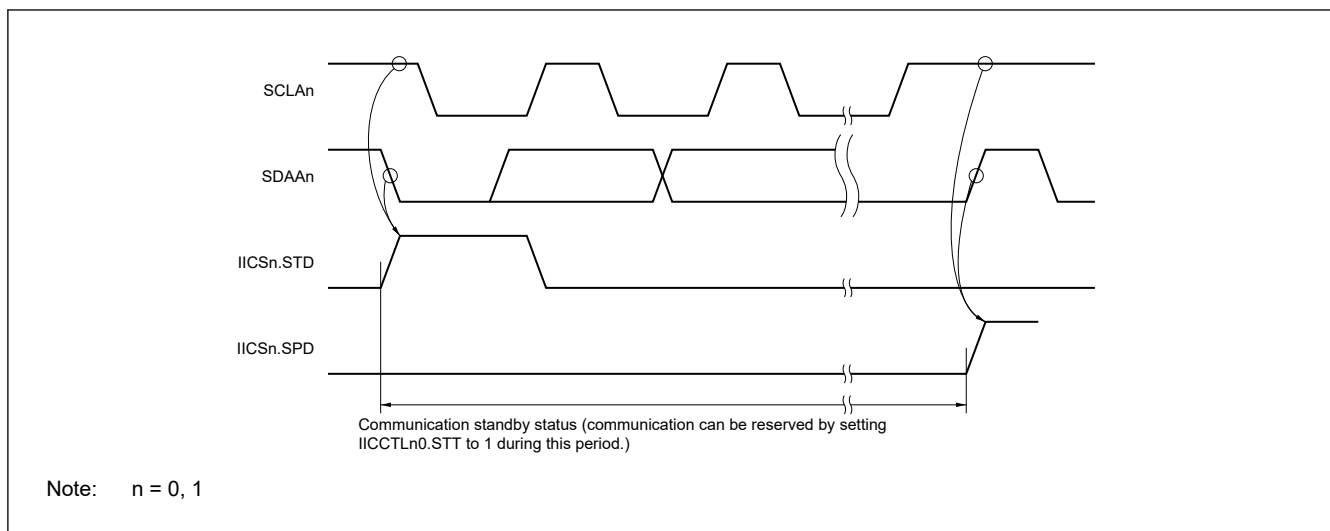 SCLAn
SDAAn
IICSn.STD
IICSn.SPD
Communication standby status (communication can be reserved by setting
IICCTLn0.STT to 1 during this period.)
Note: n = 0, 1